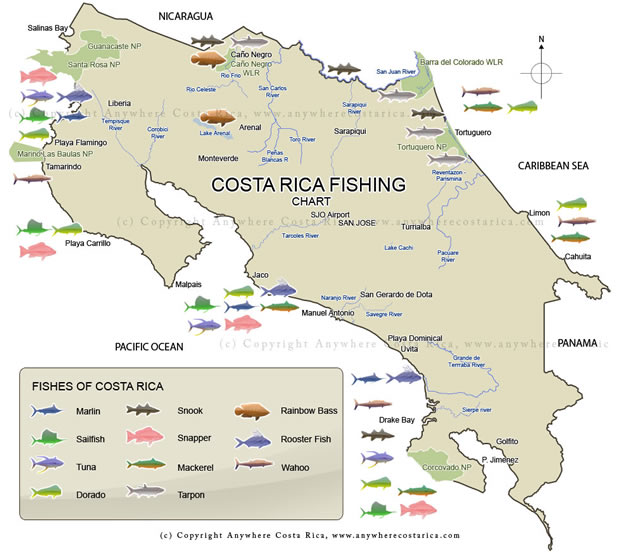 NICARAGUA
Salinas Bay
Guanacaste NP
Santa Rosa NP
Caño Negro
Caño Negro
WLR
Rio Frio
San Juan River
Barra del Colorado WLR
N
Rio Celeste
San Carlos
River
Liberia
Tempisque
River
Corobici
River
Lake Arenal
Arenal
Toro River
Sarapiqui
River
Sarapiqui
Peñas
Blancas R
Tortuguero
Tortuquero NP
(c) Copyright Anywhere Costa Rica, www.anywherecostarica.com
Playa Flamingo
Marino Las Baulas NP
Tamarindo
Monteverde
Reventazon -
Parismina
CARIBBEAN SEA
COSTA RICA FISHING
CHART
SJO Airport
SAN JOSE
Turrialba
Limon
(c) Copyright Anywhere Costa Rica, www.anywherecostarica.com
Playa Carrillo
Tarcoles River
Lake Cachi
Pacuare
River
Cahuita
Malpais
Jaco
Naranjo River
San Gerardo de Dota
Manuel Antonio
Savegre River
(c) Copyright Anywhere Costa Rica, www.anywherecostaric
PACIFIC OCEAN
Playa Dominical
Uvita
PANAMA
Grande de
Terraba River
Sierpe river
Drake Bay
Golfito
P. Jimenez
Corcovado NP
FISHES OF COSTA RICA
Marlin
Snook
Rainbow Bass
Sailfish
Snapper
Rooster Fish
Tuna
Mackerel
Wahoo
Dorado
Tarpon
(c) Copyright Anywhere Costa Rica, www.anywherecostarica.com